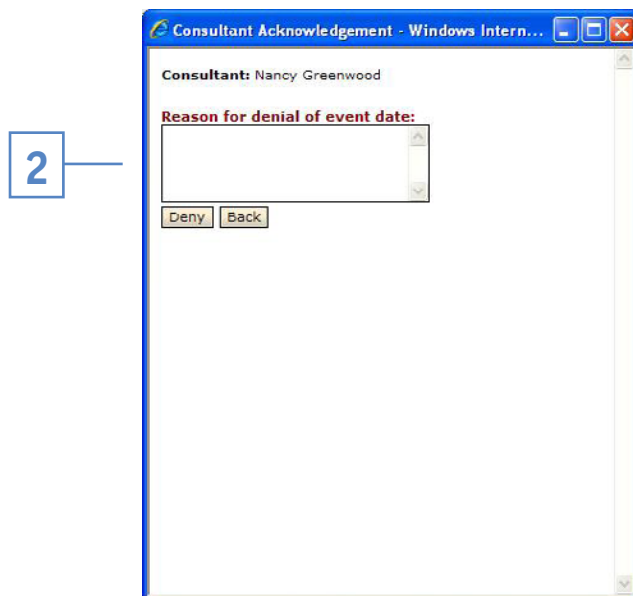 Consultant Acknowledgement - Windows Intern...
Consultant: Nancy Greenwood
Reason for denial of event date:
2
Deny Back